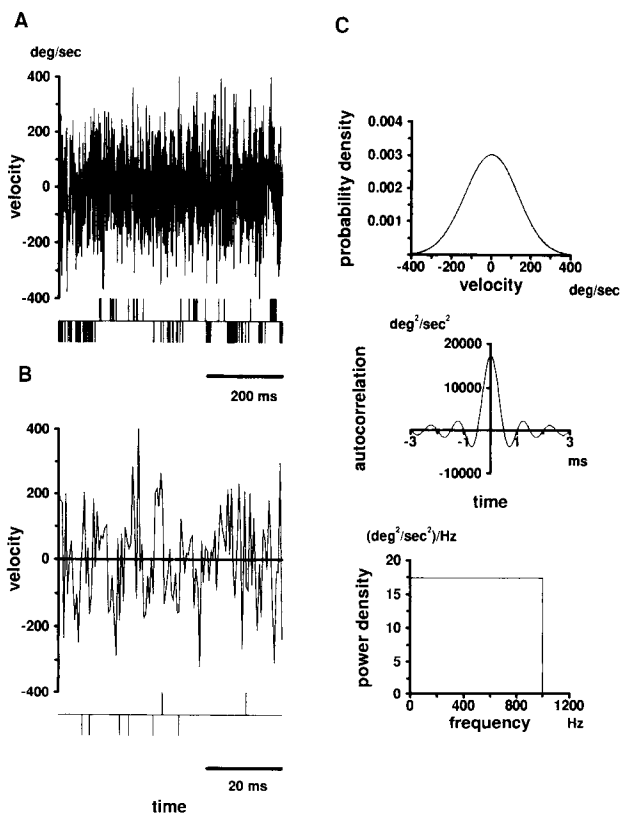 A
deg/sec
400
200
0
-200
-400
velocity
200 ms
B
400
200
0
-200
-400
velocity
20 ms
time
C
0.004
0.003
0.002
0.001
probability density
-400 -200 0 200 400
velocity
deg/sec
deg²/sec²
20000
10000
-10000
autocorrelation
-3 -1 1 3
ms
time
(deg²/sec²)/Hz
20
15
10
5
0
power density
0 400 800 1200
frequency
Hz